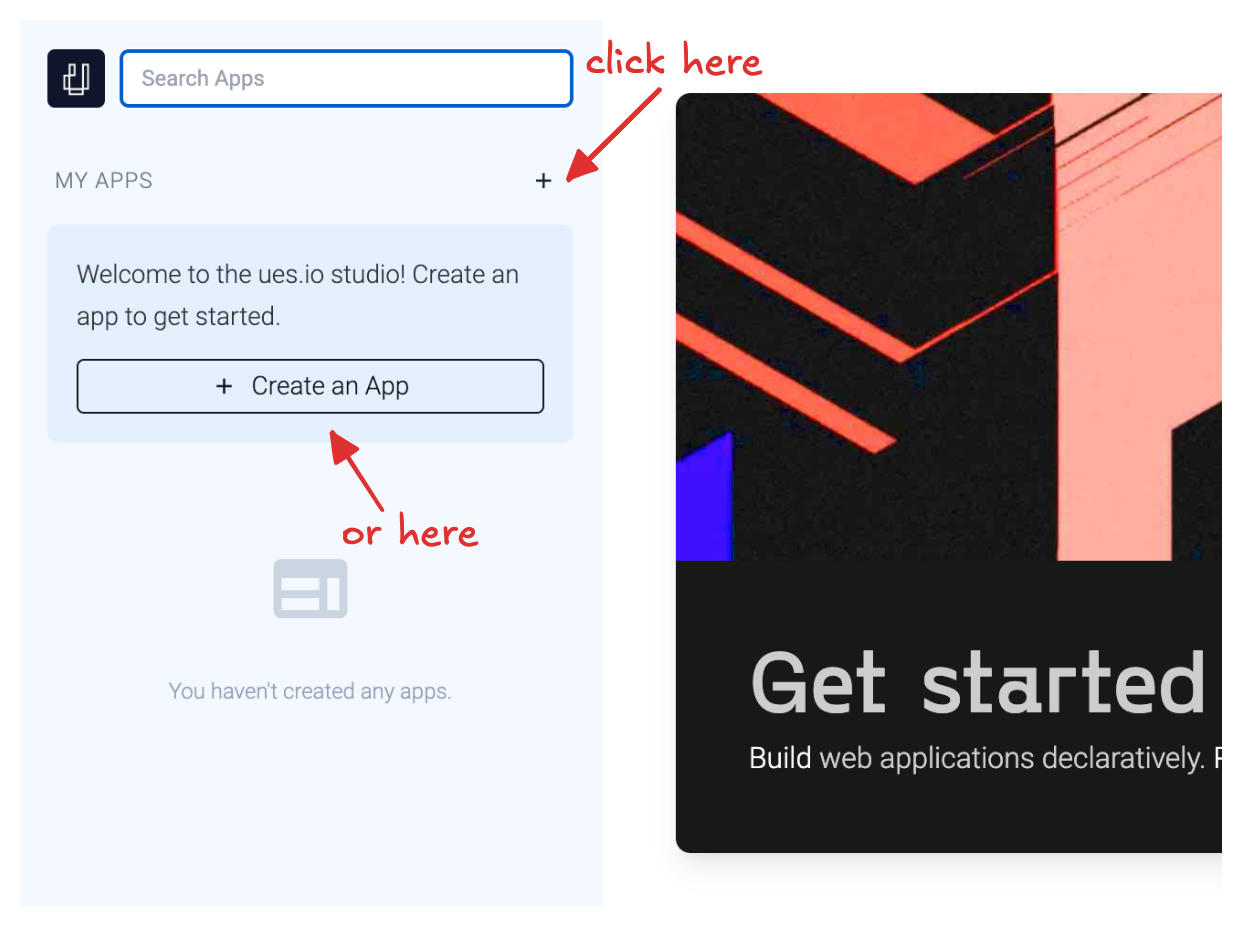 Search Apps
click here
MY APPS
+
Welcome to the ues.io studio! Create an
app to get started.
+ Create an App
or here
You haven't created any apps.
Get started
Build web applications declaratively.